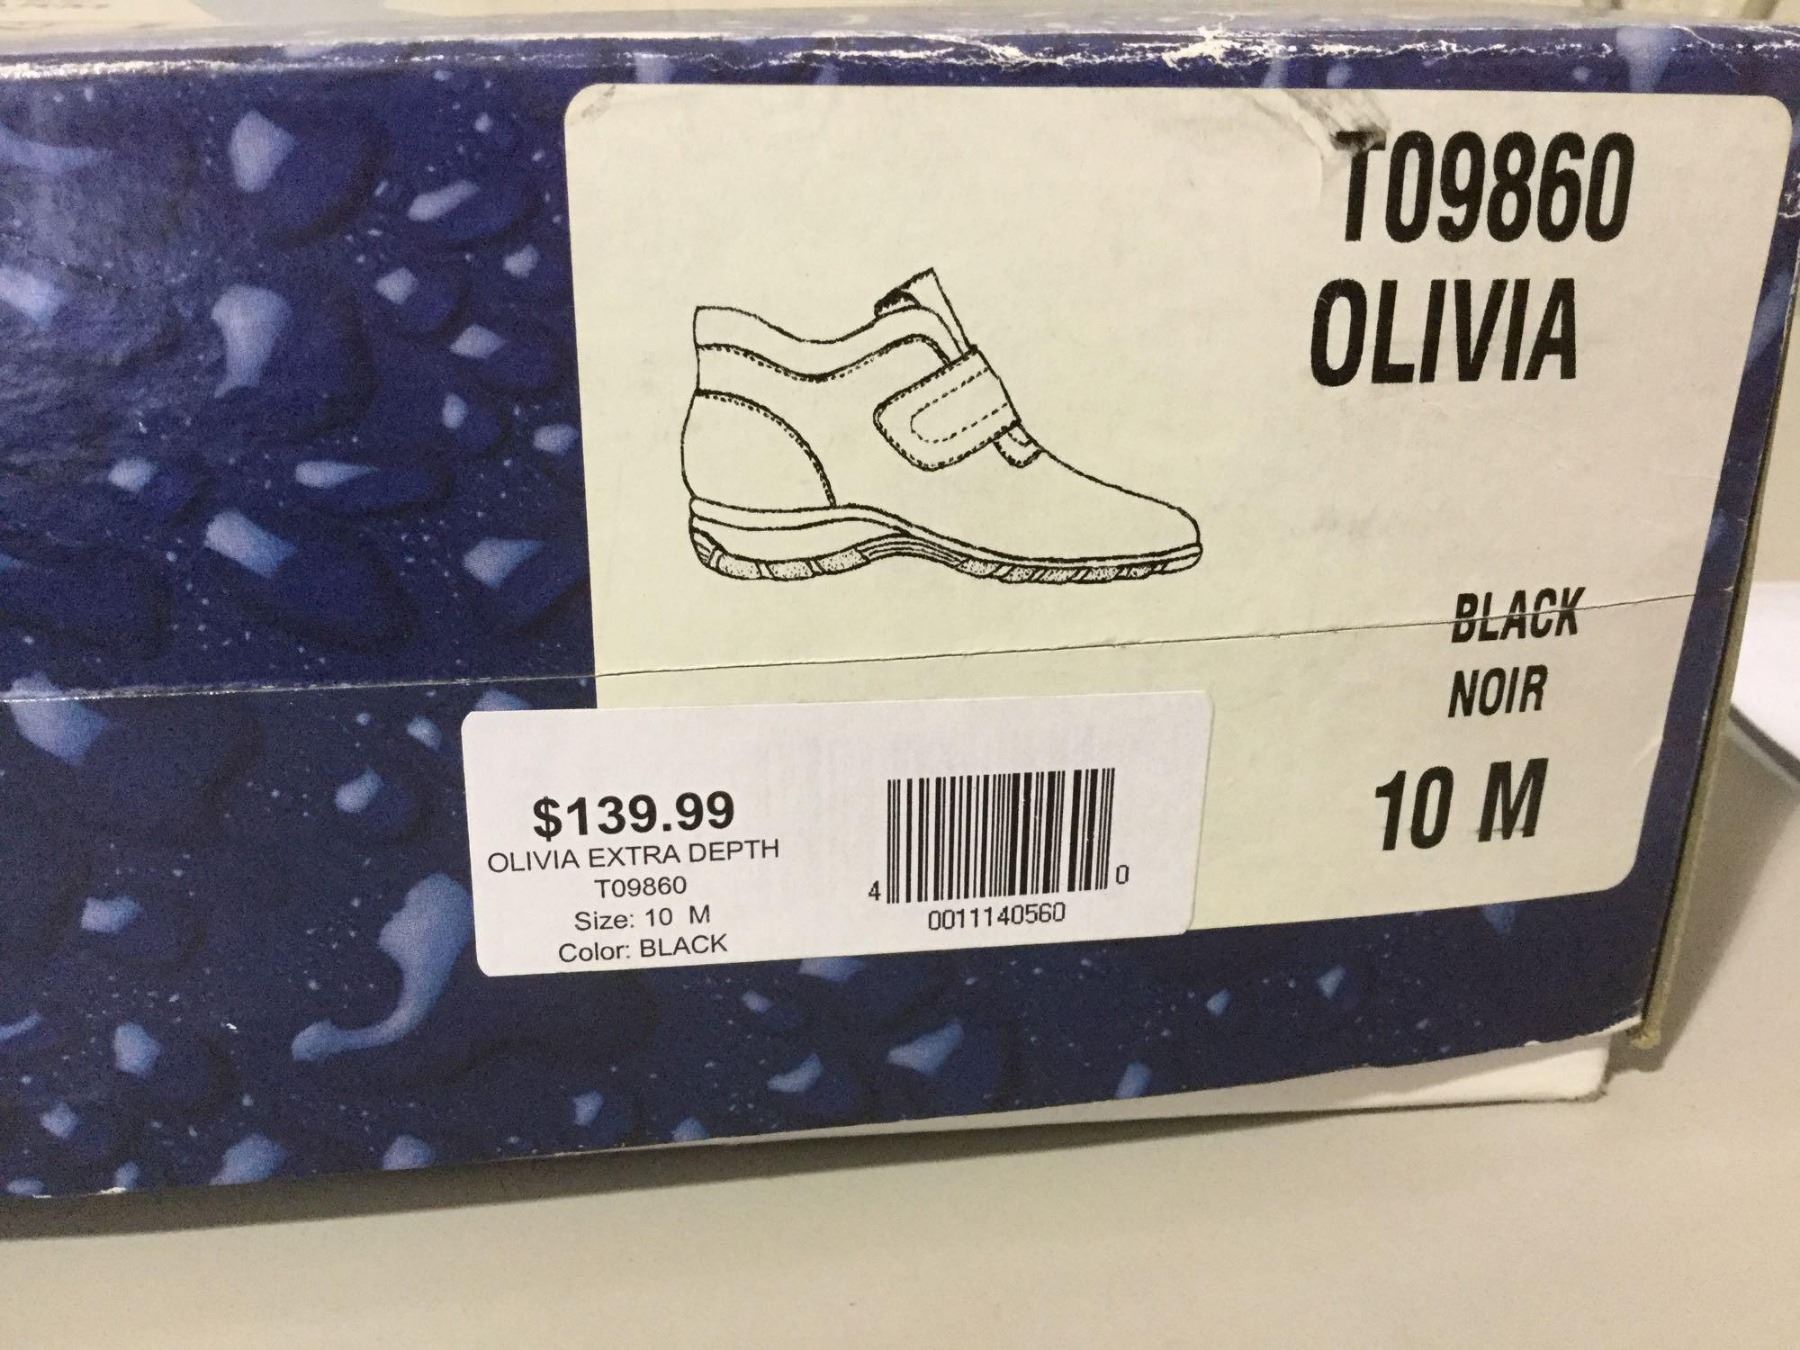 T09860
OLIVIA
BLACK
NOIR
10 M
$139.99
OLIVIA EXTRA DEPTH
T09860
Size: 10 M
Color: BLACK
4 0
0011140560